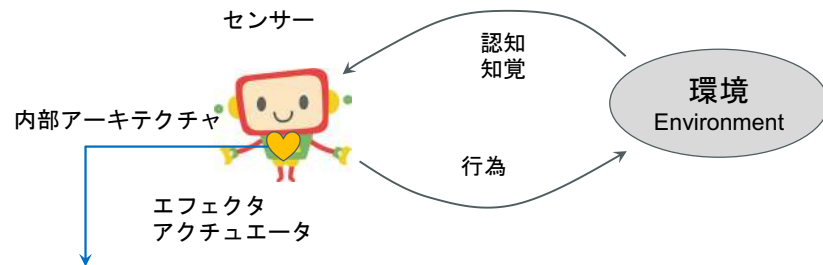 センサー
認知
知覚
環境
Environment
内部アーキテクチャ
行為
エフェクタ
アクチュエータ